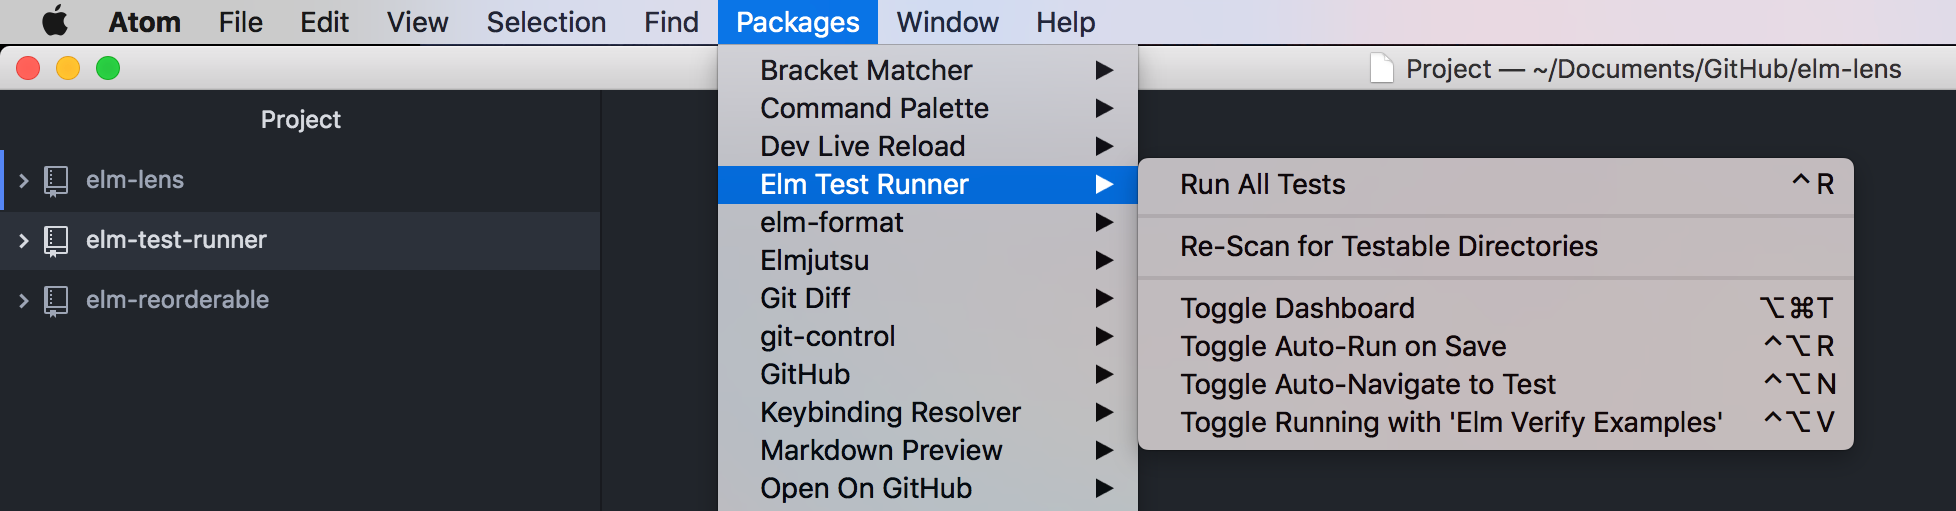 Atom File Edit View Selection Find Packages Window Help
Project — ~/Documents/GitHub/elm-lens
Project
elm-lens
elm-test-runner
elm-reorderable
Bracket Matcher ▶
Command Palette ▶
Dev Live Reload ▶
Elm Test Runner ▶
elm-format ▶
Elmjutsu ▶
Git Diff ▶
git-control ▶
GitHub ▶
Keybinding Resolver ▶
Markdown Preview ▶
Open On GitHub ▶
Run All Tests ^R
Re-Scan for Testable Directories
Toggle Dashboard ⌥⌘T
Toggle Auto-Run on Save ^⌥R
Toggle Auto-Navigate to Test ^⌥N
Toggle Running with 'Elm Verify Examples' ^⌥V